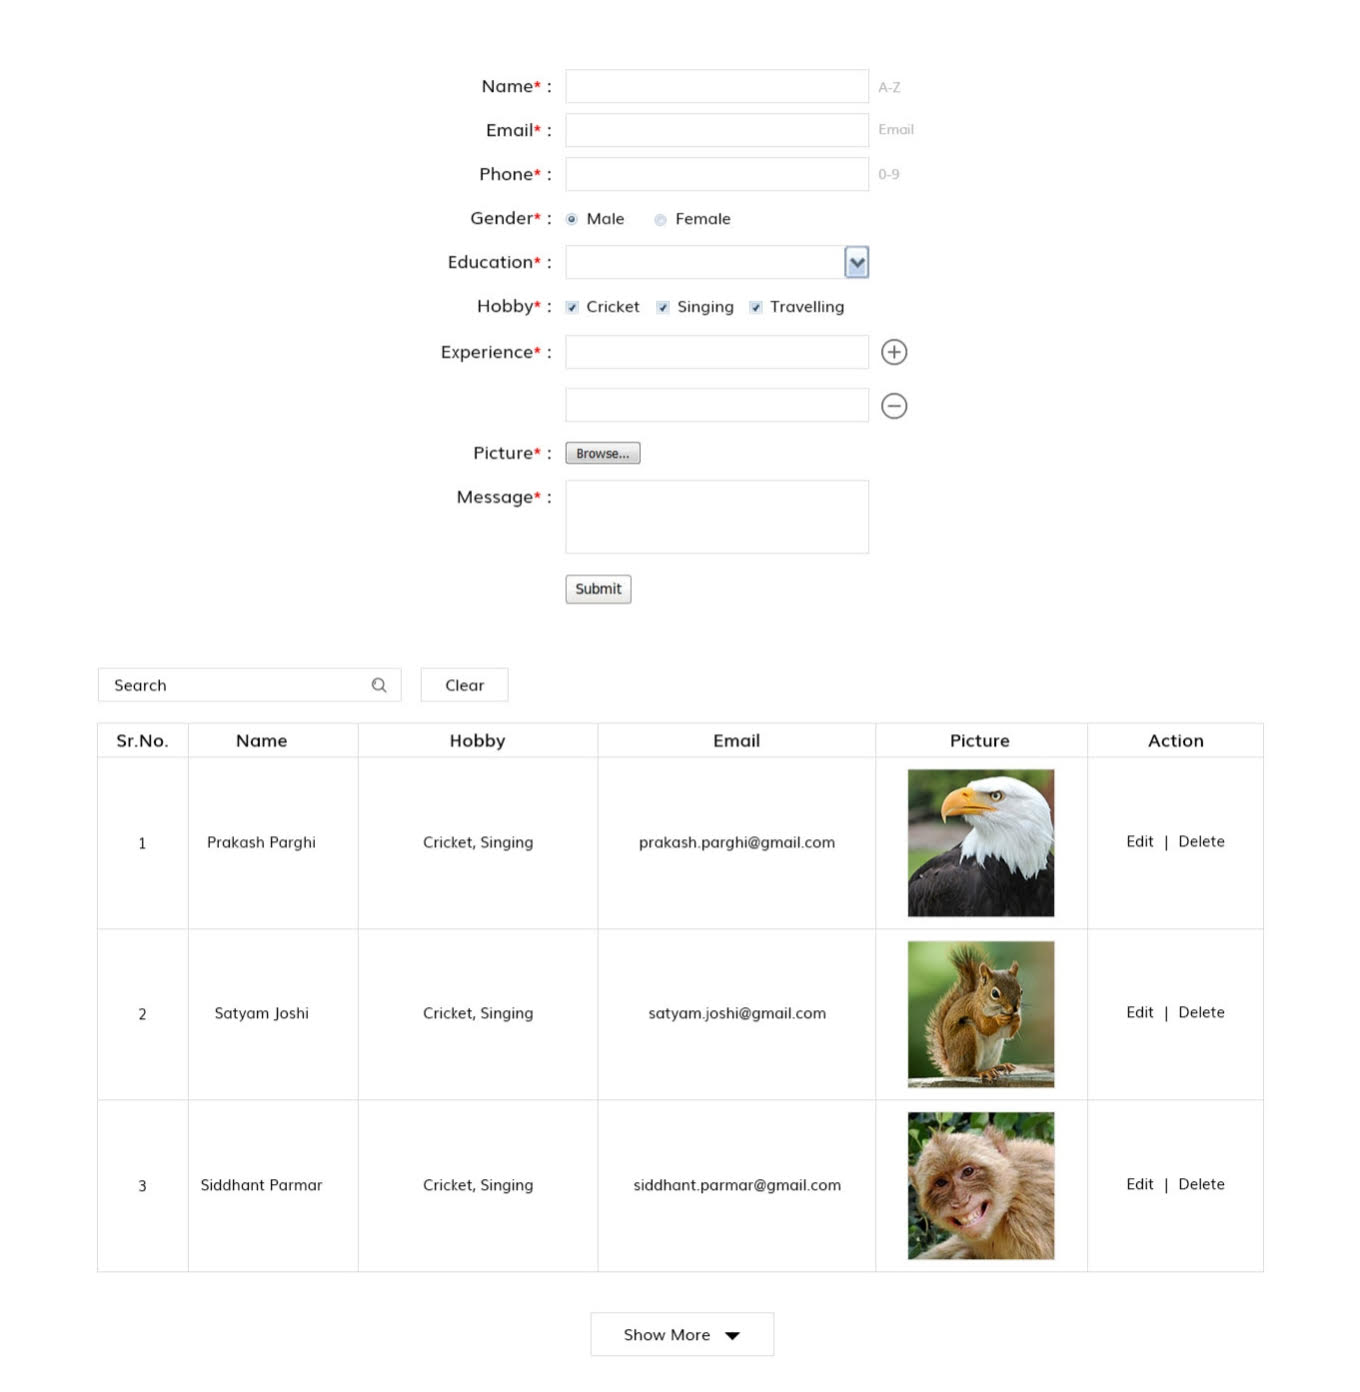 Name* :
A-Z
Email* :
Email
Phone* :
0-9
Gender* : Male Female
Education* :
Hobby* : Cricket Singing Travelling
Experience* :
Picture* : Browse...
Message* :
Submit
Search Clear
Sr.No. Name Hobby Email Picture Action
1 Prakash Parghi Cricket, Singing prakash.parghi@gmail.com Edit | Delete
2 Satyam Joshi Cricket, Singing satyam.joshi@gmail.com Edit | Delete
3 Siddhant Parmar Cricket, Singing siddhant.parmar@gmail.com Edit | Delete
Show More